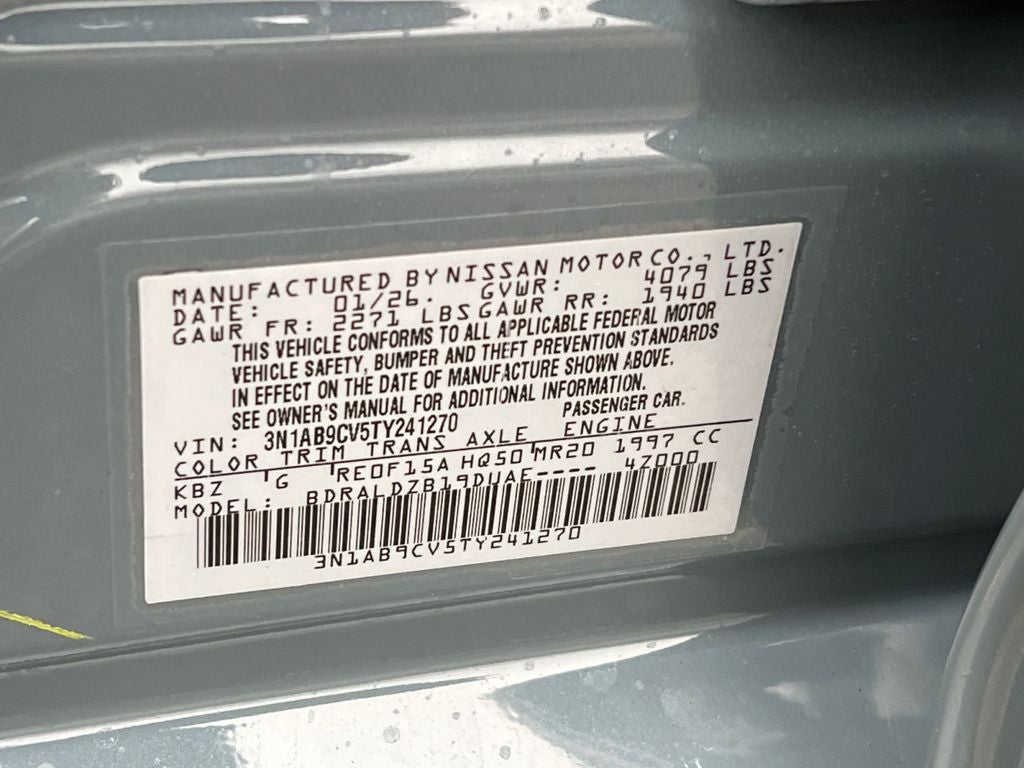 MANUFACTURED BY NISSAN MOTOR CO., LTD.
DATE: 01/26. GVWR: 4079 LBS
GAWR FR: 2271 LBS GAWR RR: 1940 LBS
THIS VEHICLE CONFORMS TO ALL APPLICABLE FEDERAL MOTOR
VEHICLE SAFETY, BUMPER AND THEFT PREVENTION STANDARDS
IN EFFECT ON THE DATE OF MANUFACTURE SHOWN ABOVE.
SEE OWNER'S MANUAL FOR ADDITIONAL INFORMATION.
VIN: 3N1AB9CV5TY241270 PASSENGER CAR.
COLOR TRIM TRANS AXLE ENGINE
KBZ G RE0F15A HQ50 MR20 1997 CC
MODEL: BDRALDZB19DUAE---- 4Z000
3N1AB9CV5TY241270